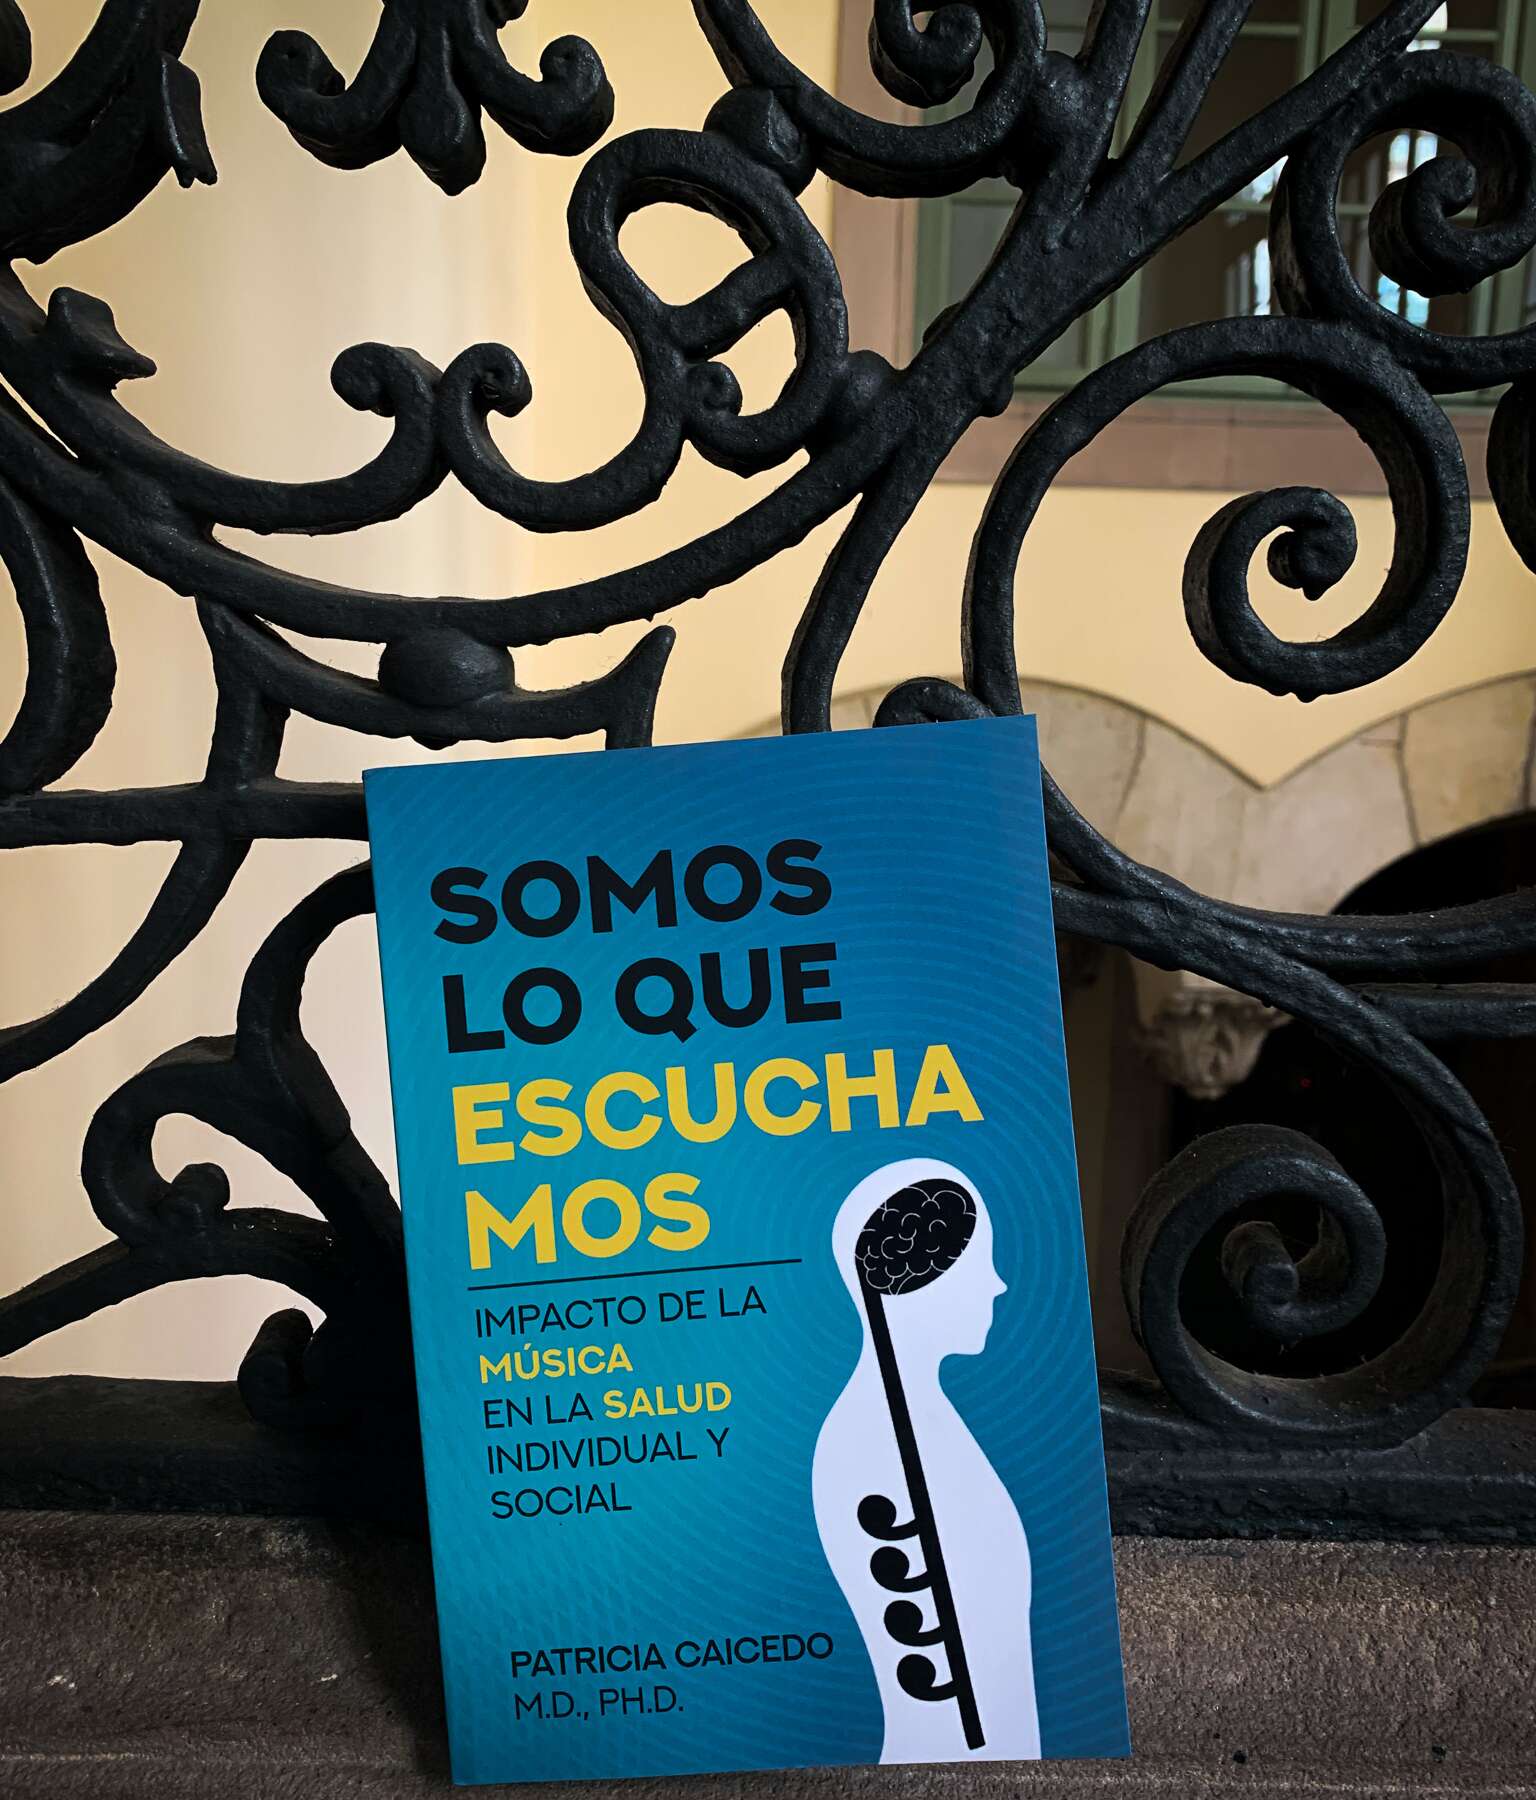 SOMOS
LO QUE
ESCUCHA
MOS
IMPACTO DE LA
MÚSICA
EN LA SALUD
INDIVIDUAL Y
SOCIAL
PATRICIA CAICEDO
M.D., PH.D.